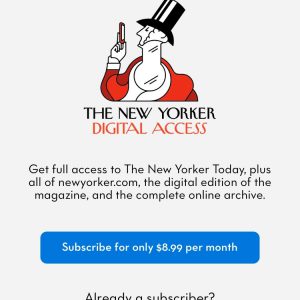 THE NEW YORKER
DIGITAL ACCESS
Get full access to The New Yorker Today, plus
all of newyorker.com, the digital edition of the
magazine, and the complete online archive.
Subscribe for only $8.99 per month
Already a subscriber?